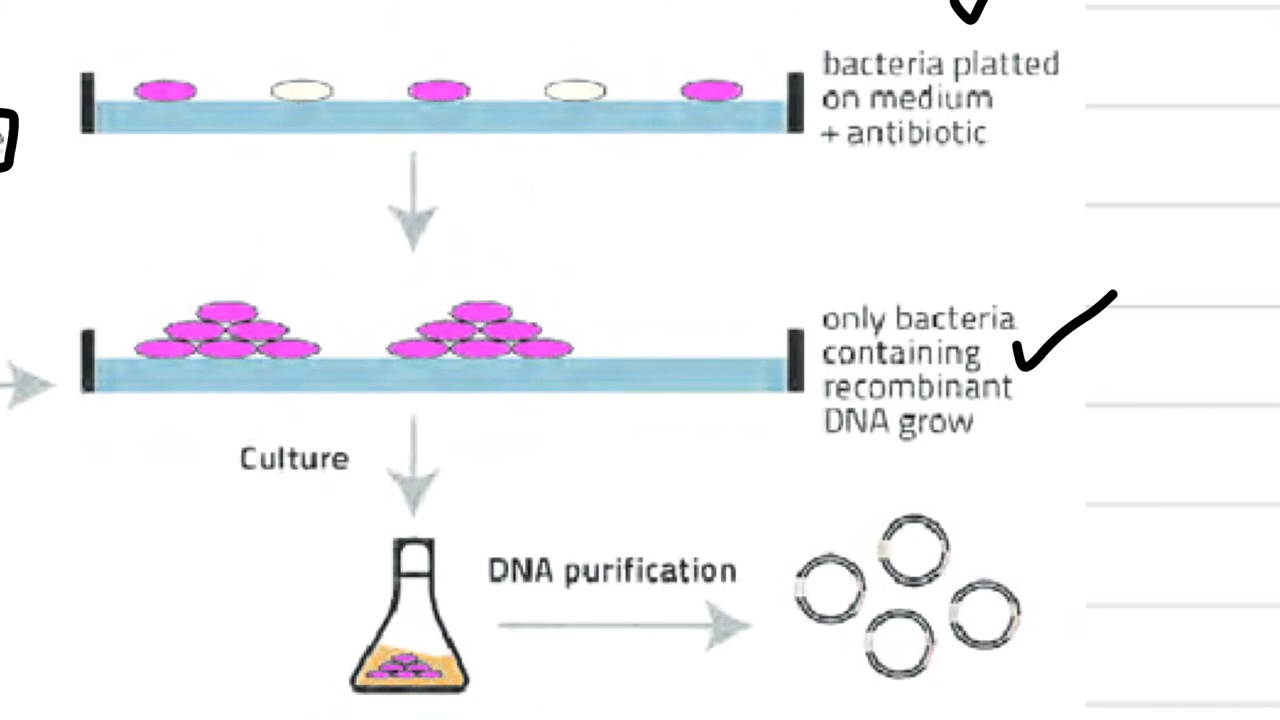 bacteria platted
on medium
+ antibiotic
only bacteria
containing
recombinant
DNA grow
Culture
DNA purification